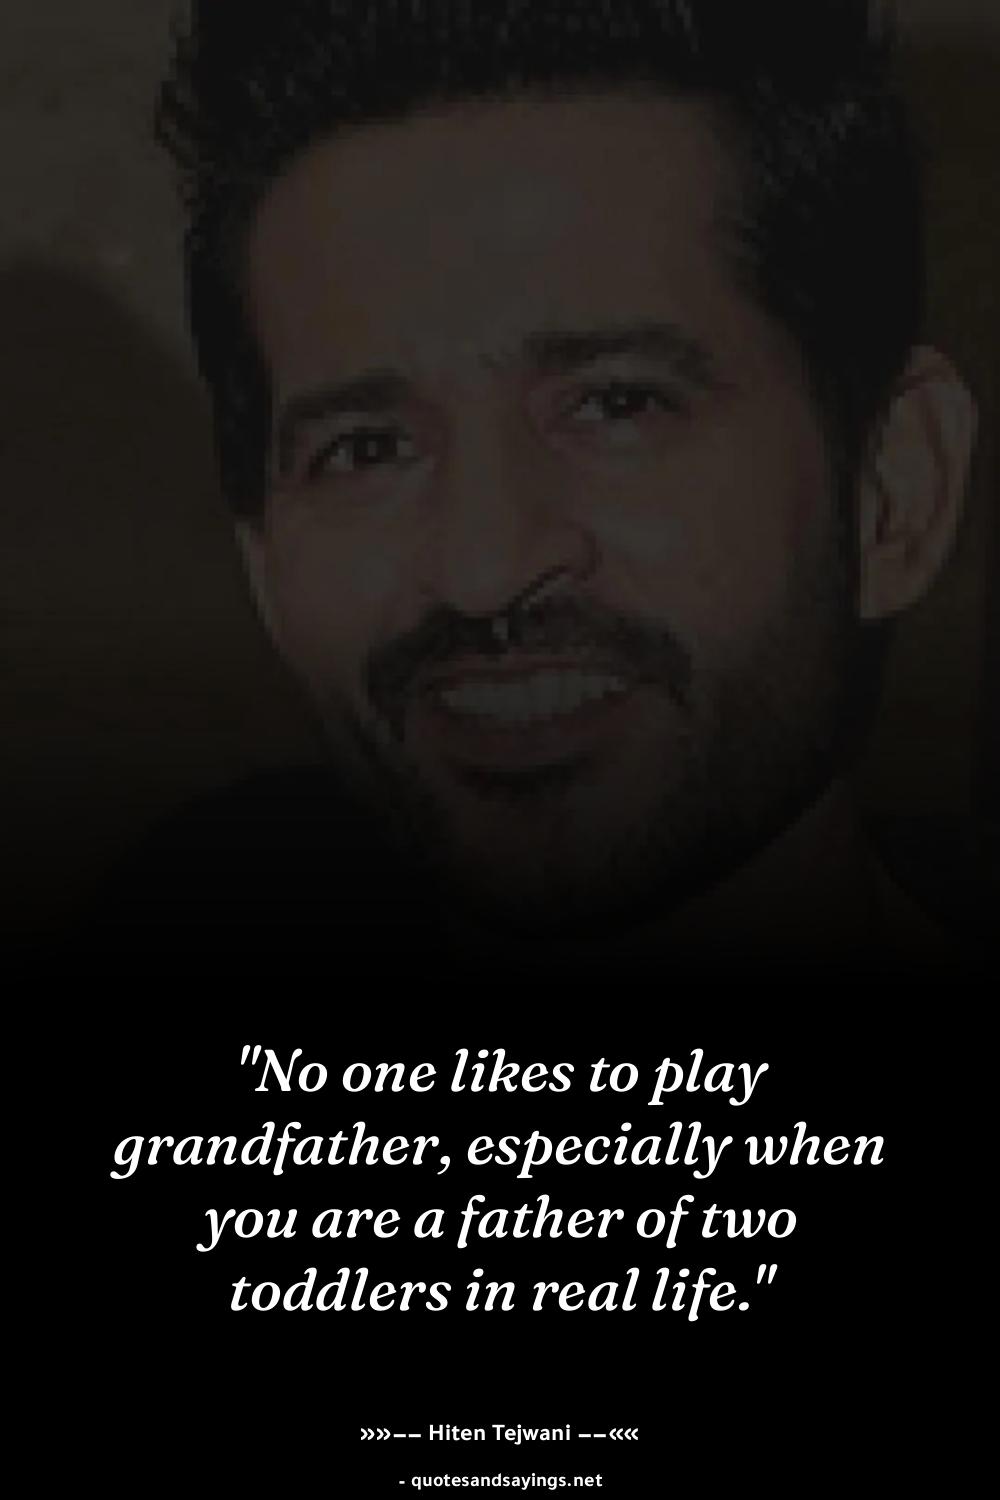 "No one likes to play
grandfather, especially when
you are a father of two
toddlers in real life."
»»−− Hiten Tejwani −−««
- quotesandsayings.net